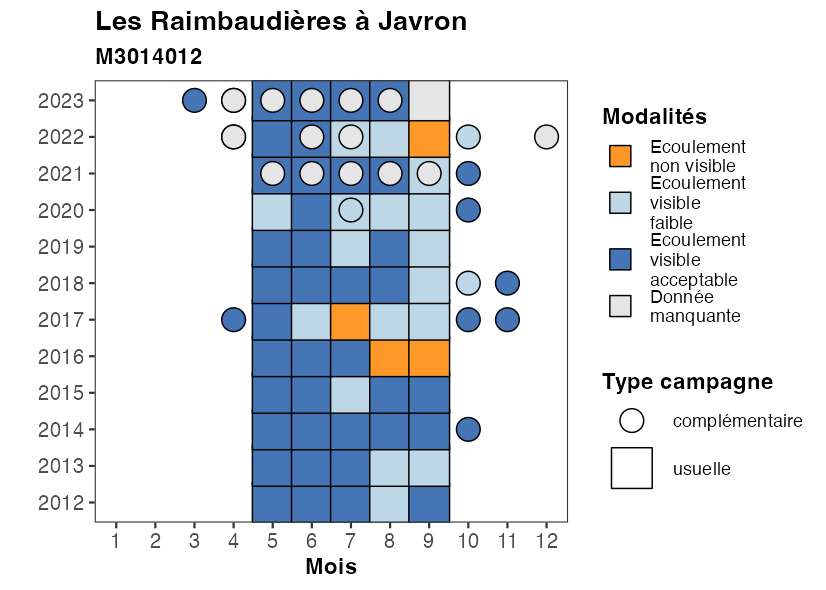 Les Raimbaudières à Javron
M3014012
2023
2022
2021
2020
2019
2018
2017
2016
2015
2014
2013
2012
1 2 3 4 5 6 7 8 9 10 11 12
Mois
Modalités
Ecoulement
non visible
Ecoulement
visible
faible
Ecoulement
visible
acceptable
Donnée
manquante
Type campagne
complémentaire
usuelle